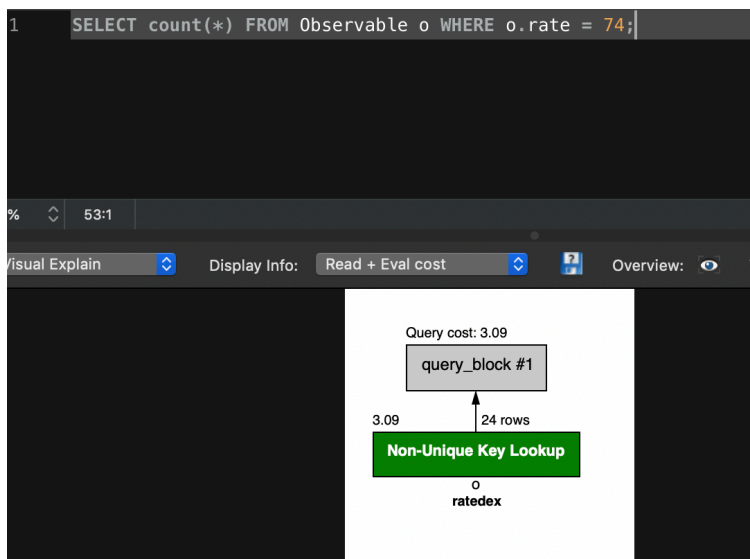 1 SELECT count(*) FROM Observable o WHERE o.rate = 74;
% 53:1
Visual Explain Display Info: Read + Eval cost ? Overview:
Query cost: 3.09
query_block #1
3.09 24 rows
Non-Unique Key Lookup
o
ratedex